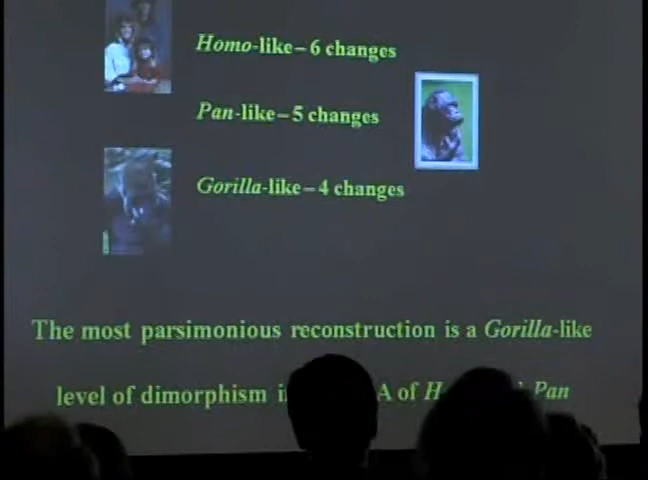 Homo-like – 6 changes
Pan-like – 5 changes
Gorilla-like – 4 changes
The most parsimonious reconstruction is a Gorilla-like
level of dimorphism A of Pan